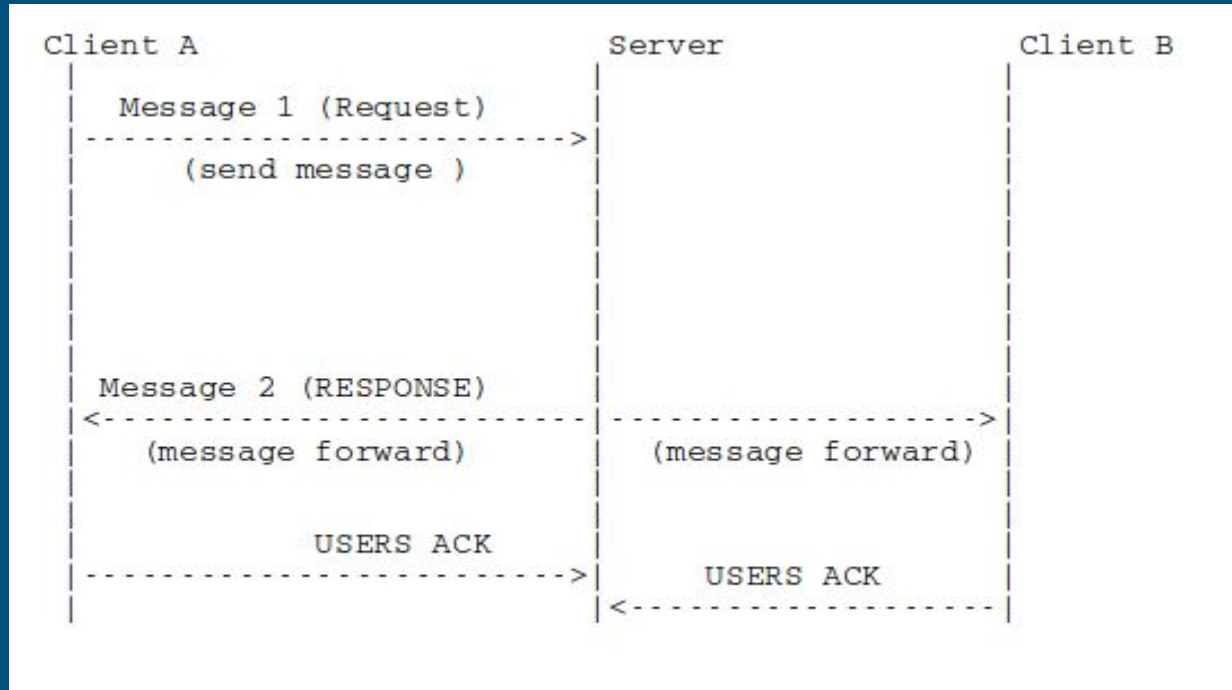 Client A Server Client B
Message 1 (Request)
(send message )
Message 2 (RESPONSE)
(message forward) (message forward)
USERS ACK
USERS ACK